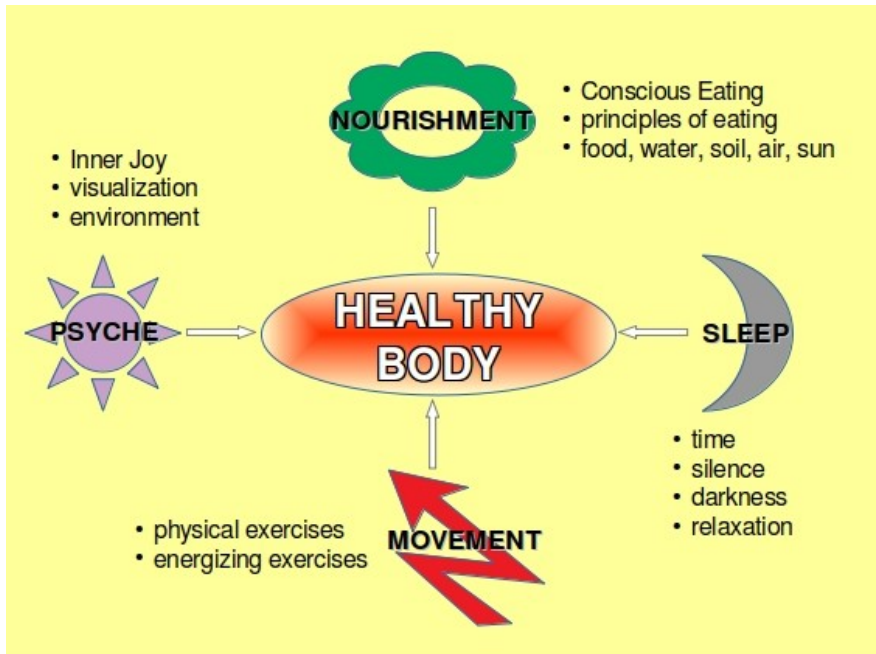 NOURISHMENT
• Conscious Eating
• principles of eating
• food, water, soil, air, sun
• Inner Joy
• visualization
• environment
PSYCHE
HEALTHY
BODY
SLEEP
• time
• silence
• darkness
• relaxation
• physical exercises
• energizing exercises
MOVEMENT